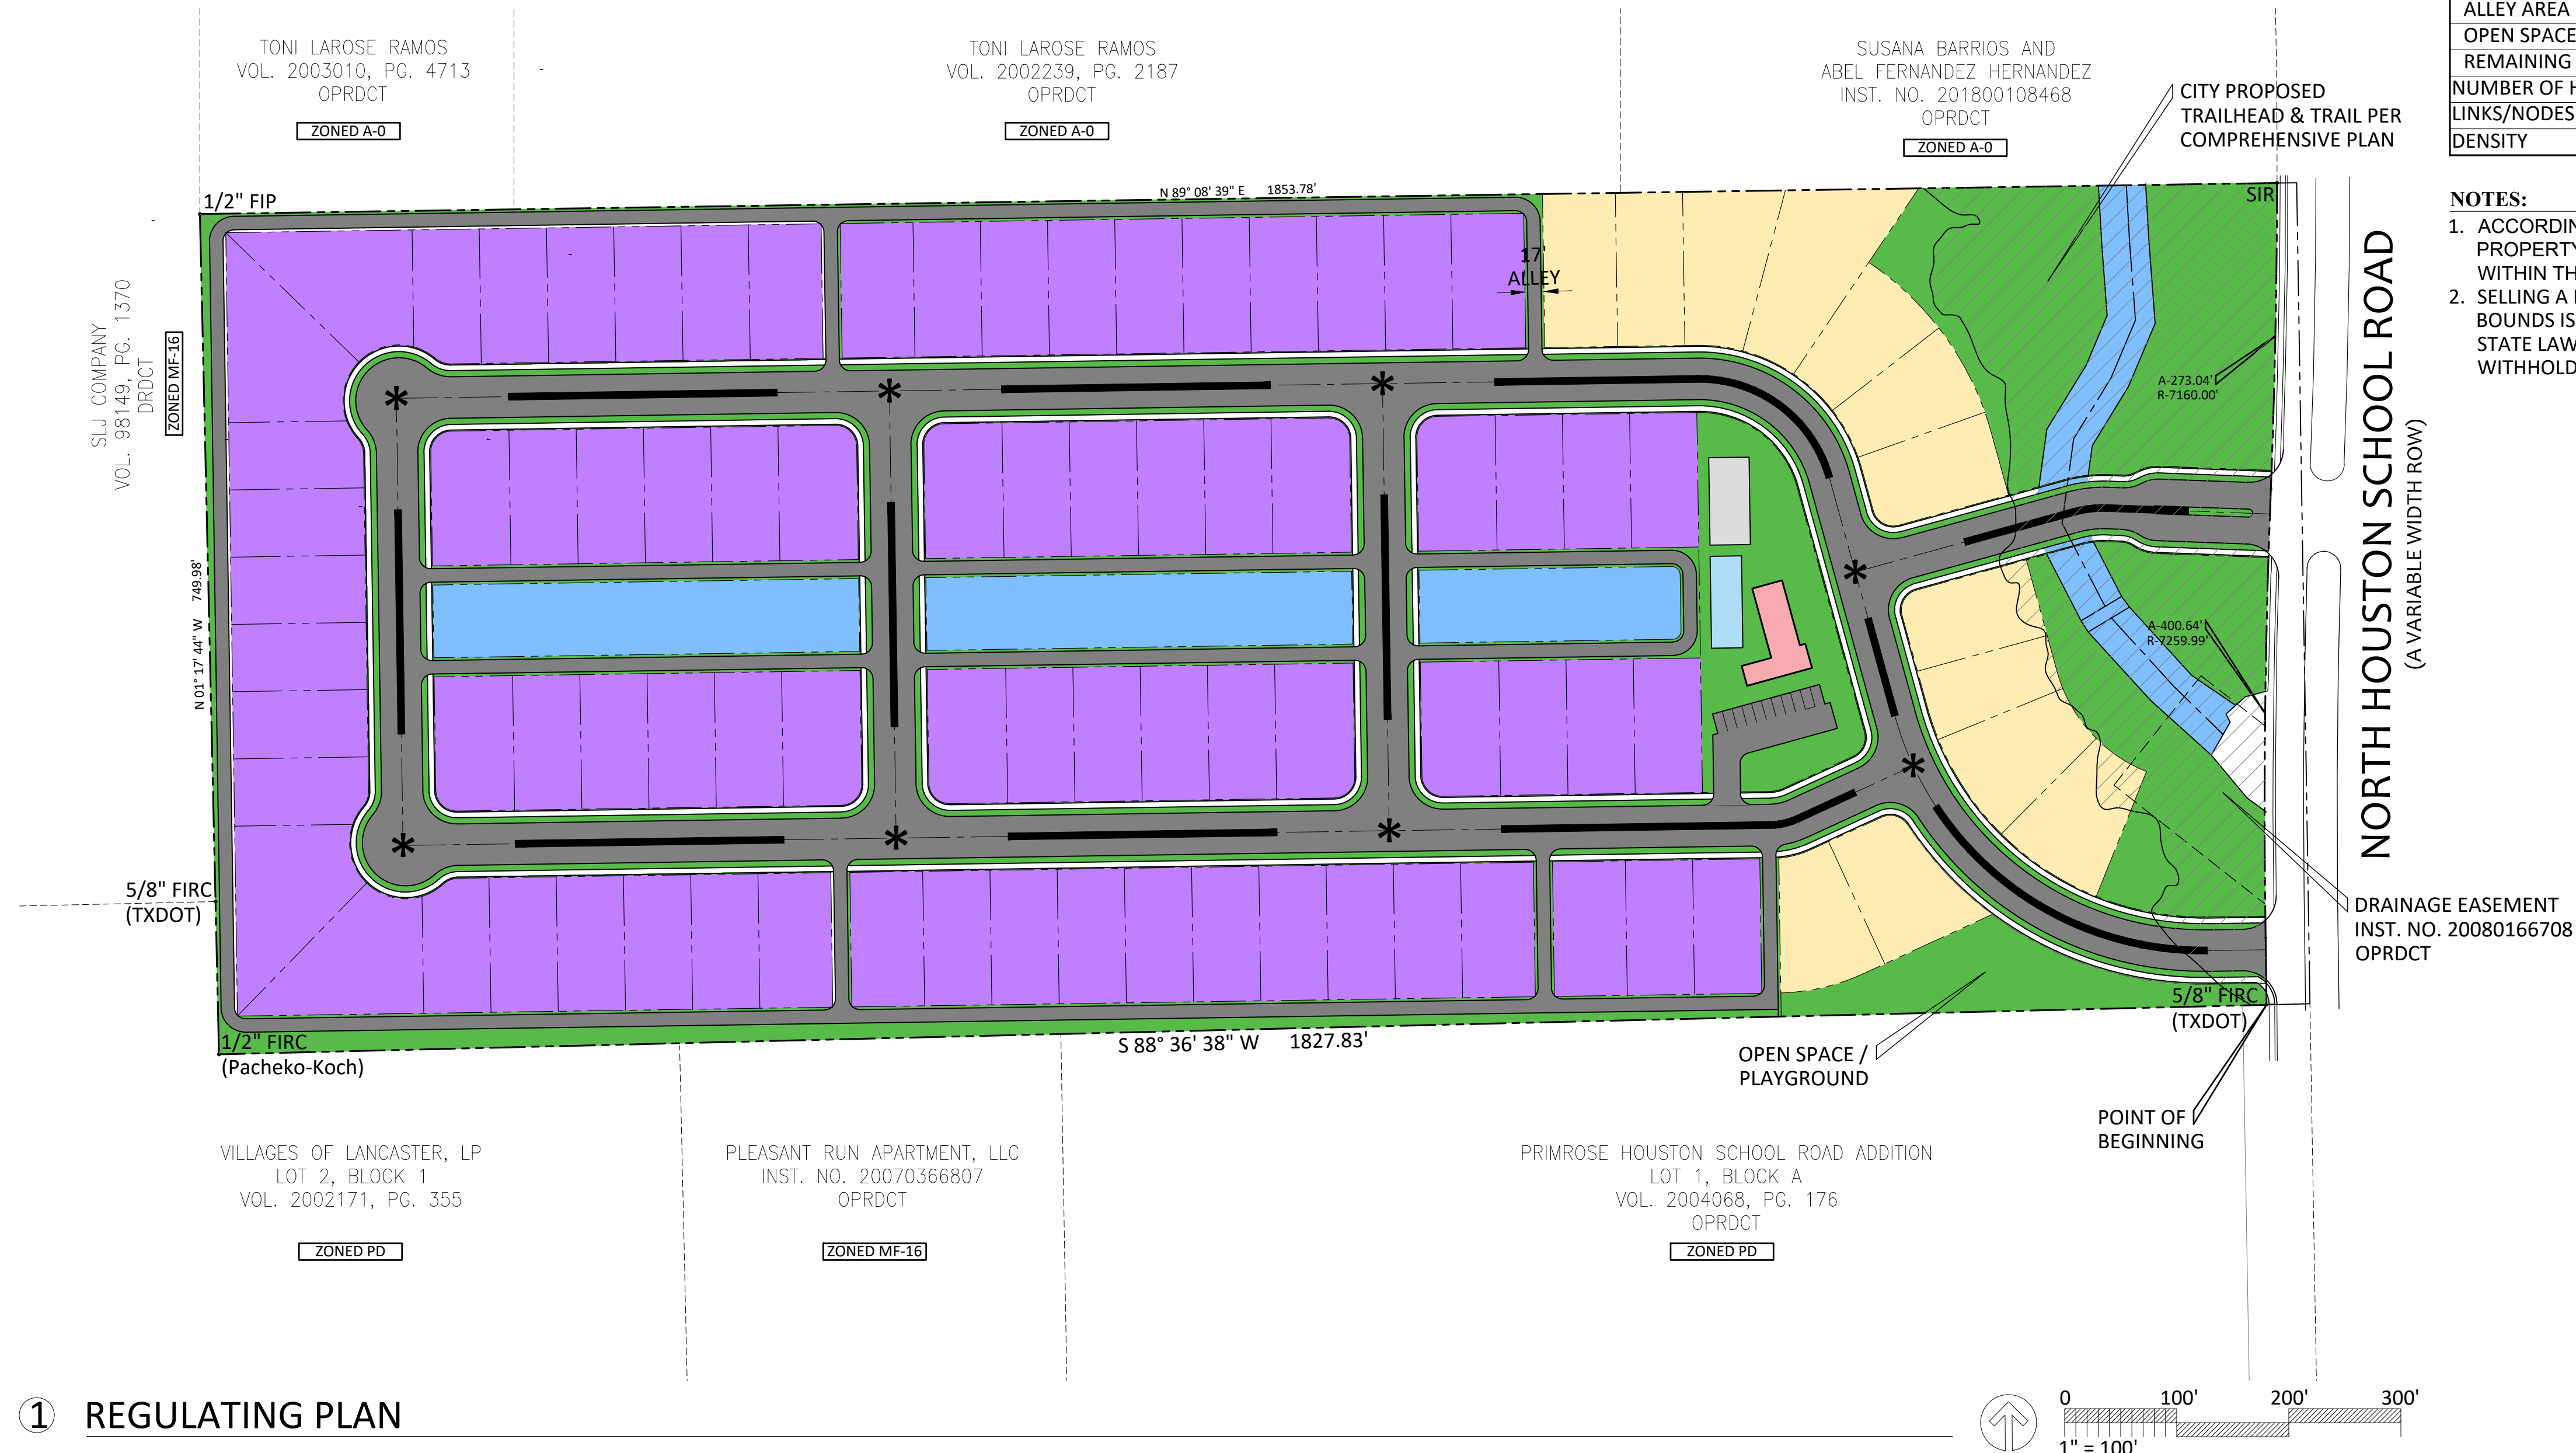 ALLEY AREA
OPEN SPACE
REMAINING
NUMBER OF H
LINKS/NODES
DENSITY
TONI LAROSE RAMOS
VOL. 2003010, PG. 4713
OPRDCT
ZONED A-0
TONI LAROSE RAMOS
VOL. 2002239, PG. 2187
OPRDCT
ZONED A-0
SUSANA BARRIOS AND
ABEL FERNANDEZ HERNANDEZ
INST. NO. 201800108468
OPRDCT
ZONED A-0
CITY PROPOSED
TRAILHEAD & TRAIL PER
COMPREHENSIVE PLAN
NOTES:
1. ACCORDIN
PROPERTY
WITHIN TH
2. SELLING A
BOUNDS IS
STATE LAW
WITHHOLD
1/2" FIP
N 89° 08' 39" E 1853.78'
SIR
17'
ALLEY
SLJ COMPANY
VOL. 98149, PG. 1370
DRDCT
ZONED MF-16
A-273.04'
R-7160.00'
NORTH HOUSTON SCHOOL ROAD
(A VARIABLE WIDTH ROW)
N 01° 17' 44" W 749.98'
A-400.64'
R-7259.99'
5/8" FIRC
(TXDOT)
DRAINAGE EASEMENT
INST. NO. 20080166708
OPRDCT
5/8" FIRC
(TXDOT)
1/2" FIRC
(Pacheko-Koch)
S 88° 36' 38" W 1827.83'
OPEN SPACE /
PLAYGROUND
POINT OF
BEGINNING
VILLAGES OF LANCASTER, LP
LOT 2, BLOCK 1
VOL. 2002171, PG. 355
ZONED PD
PLEASANT RUN APARTMENT, LLC
INST. NO. 20070366807
OPRDCT
ZONED MF-16
PRIMROSE HOUSTON SCHOOL ROAD ADDITION
LOT 1, BLOCK A
VOL. 2004068, PG. 176
OPRDCT
ZONED PD
1 REGULATING PLAN
0 100' 200' 300'
1" = 100'